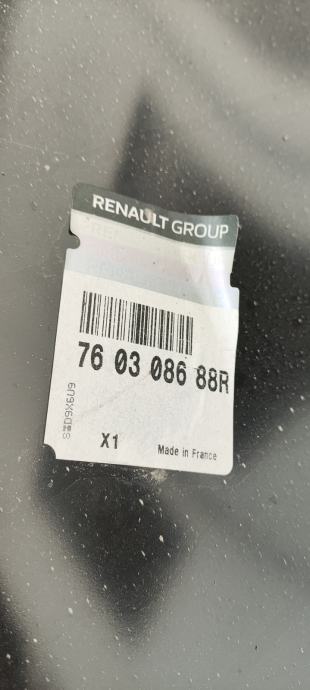 RENAULT GROUP
76 03 086 88R
X1
Made in France